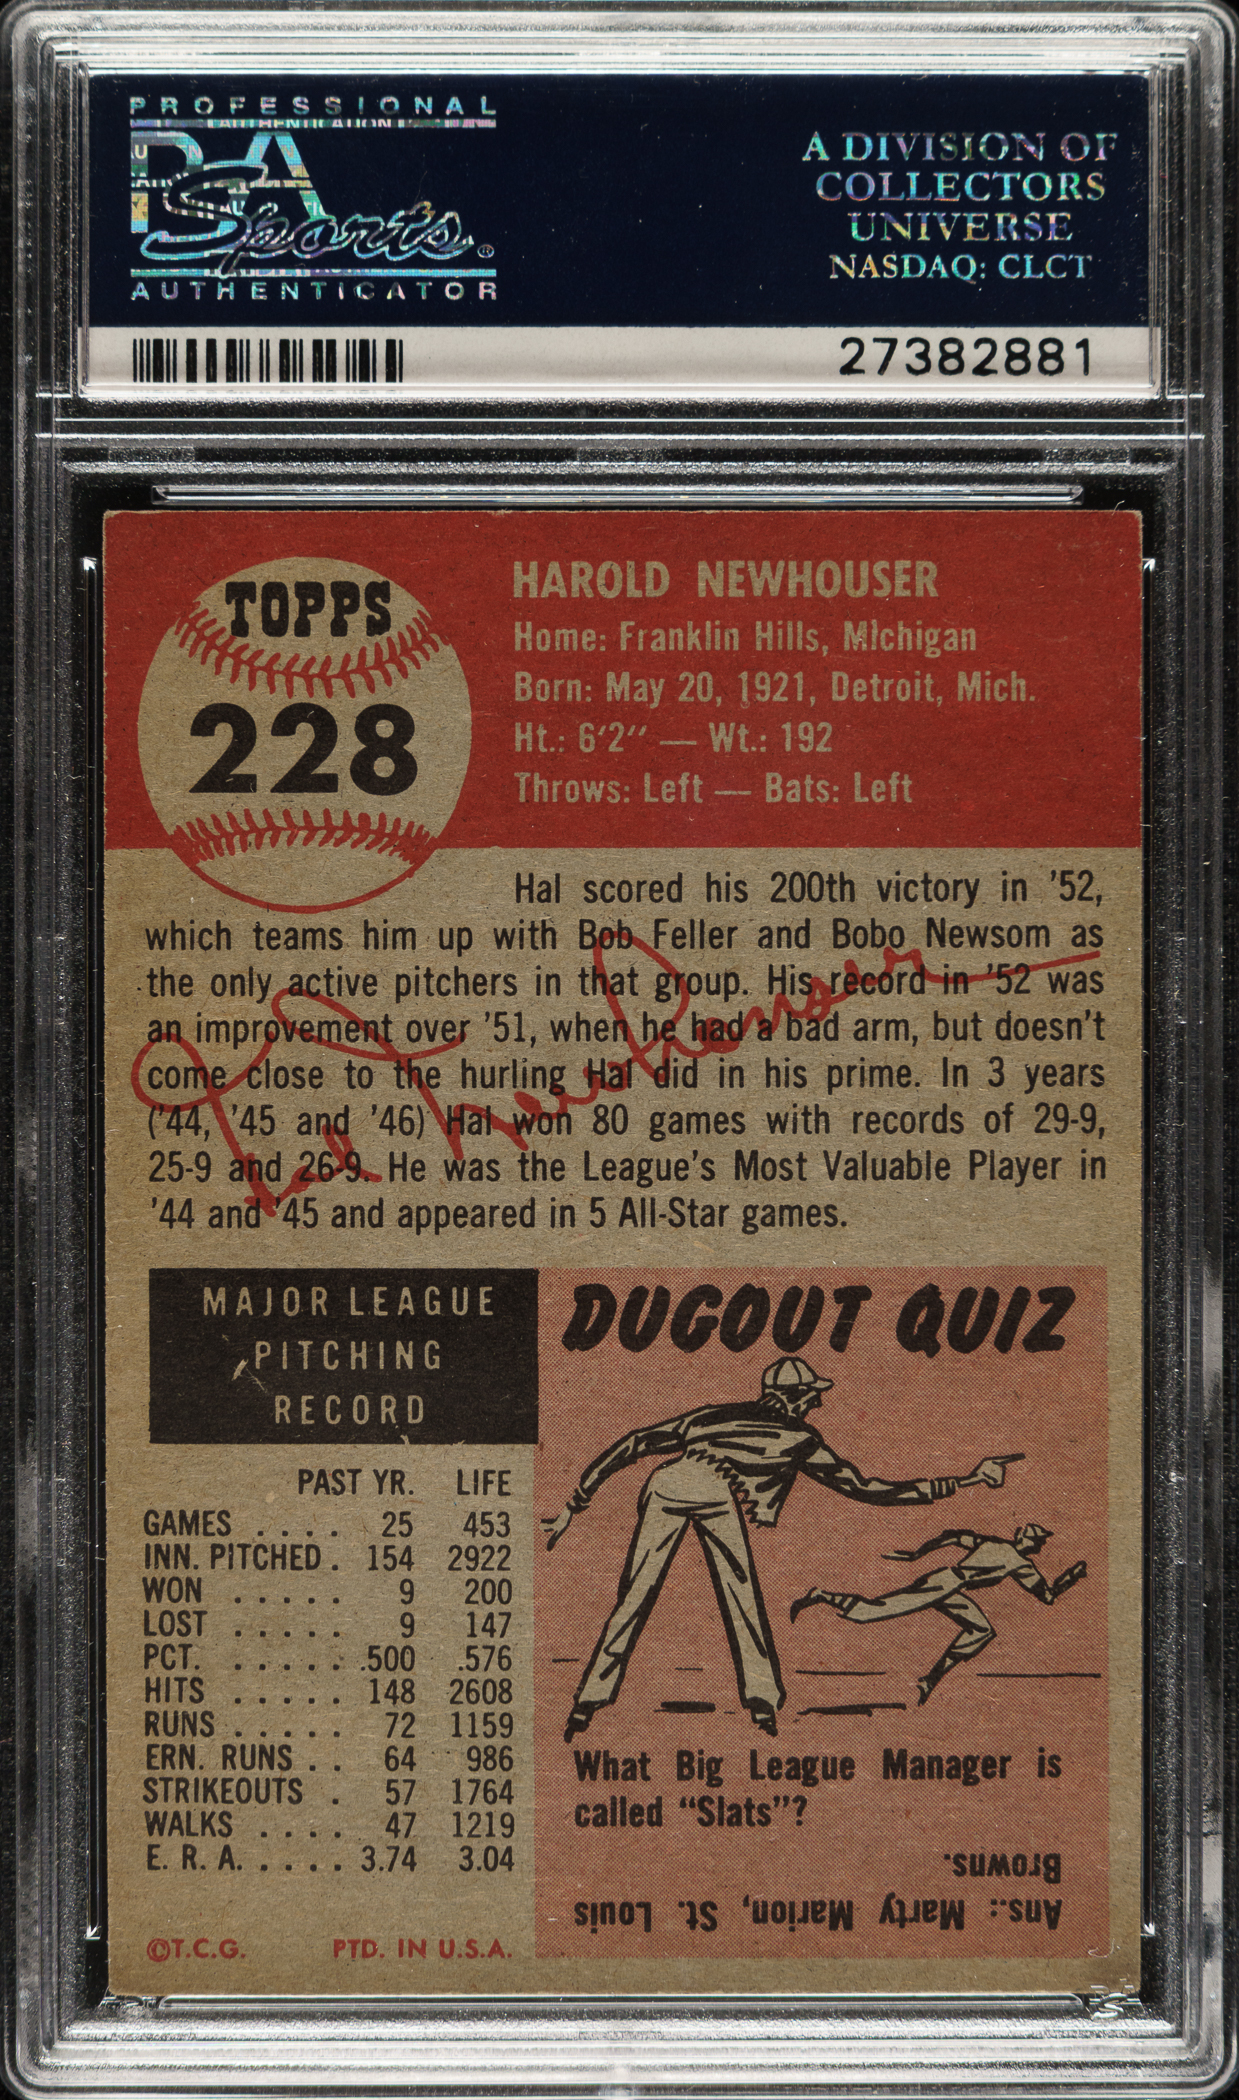 PROFESSIONAL
PSA
Sports®
AUTHENTICATOR
A DIVISION OF
COLLECTORS
UNIVERSE
NASDAQ: CLCT
27382881
TOPPS
228
HAROLD NEWHOUSER
Home: Franklin Hills, Michigan
Born: May 20, 1921, Detroit, Mich.
Ht.: 6'2" — Wt.: 192
Throws: Left — Bats: Left
Hal scored his 200th victory in '52,
which teams him up with Bob Feller and Bobo Newsom as
the only active pitchers in that group. His record in '52 was
an improvement over '51, when he had a bad arm, but doesn't
come close to the hurling Hal did in his prime. In 3 years
('44, '45 and '46) Hal won 80 games with records of 29-9,
25-9 and 26-9. He was the League's Most Valuable Player in
'44 and '45 and appeared in 5 All-Star games.
Hal Newhouser
MAJOR LEAGUE
PITCHING
RECORD
PAST YR. LIFE
GAMES . . . . 25 453
INN. PITCHED . 154 2922
WON . . . . . 9 200
LOST . . . . . 9 147
PCT. . . . . . .500 .576
HITS . . . . . 148 2608
RUNS . . . . . 72 1159
ERN. RUNS . . 64 986
STRIKEOUTS . 57 1764
WALKS . . . . 47 1219
E. R. A. . . . . . 3.74 3.04
©T.C.G. PTD. IN U.S.A.
DUGOUT QUIZ
What Big League Manager is
called "Slats"?
Ans.: Marty Marion, St. Louis
Browns.